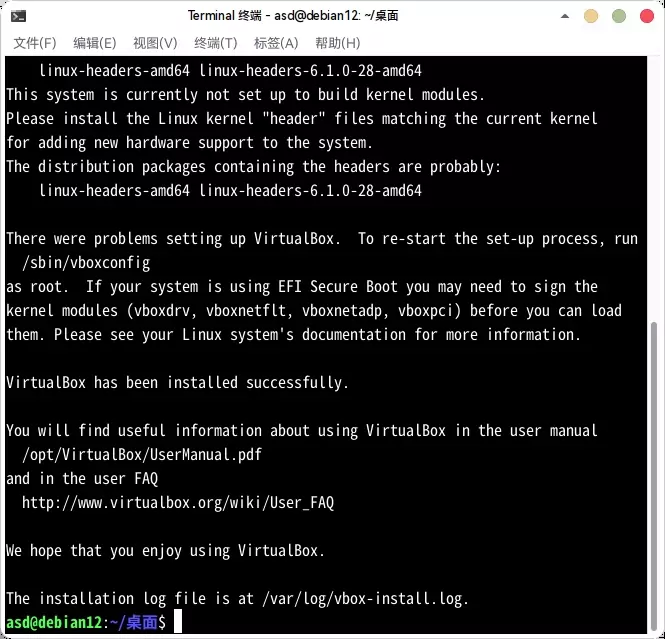 Terminal 终端 - asd@debian12: ~/桌面
文件(F) 编辑(E) 视图(V) 终端(T) 标签(A) 帮助(H)
linux-headers-amd64 linux-headers-6.1.0-28-amd64
This system is currently not set up to build kernel modules.
Please install the Linux kernel "header" files matching the current kernel
for adding new hardware support to the system.
The distribution packages containing the headers are probably:
linux-headers-amd64 linux-headers-6.1.0-28-amd64
There were problems setting up VirtualBox.  To re-start the set-up process, run
/sbin/vboxconfig
as root.  If your system is using EFI Secure Boot you may need to sign the
kernel modules (vboxdrv, vboxnetflt, vboxnetadp, vboxpci) before you can load
them. Please see your Linux system's documentation for more information.
VirtualBox has been installed successfully.
You will find useful information about using VirtualBox in the user manual
/opt/VirtualBox/UserManual.pdf
and in the user FAQ
http://www.virtualbox.org/wiki/User_FAQ
We hope that you enjoy using VirtualBox.
The installation log file is at /var/log/vbox-install.log.
asd@debian12:~/桌面$